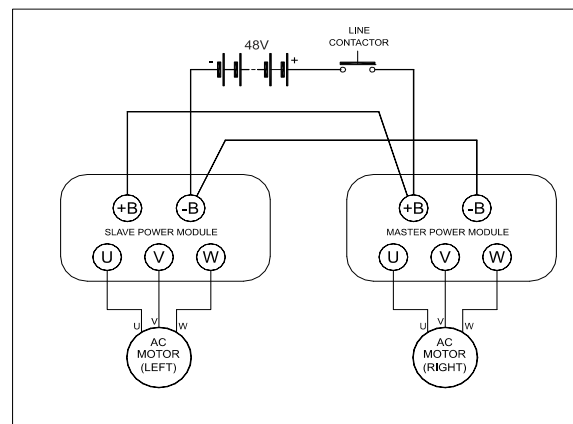 LINE
CONTACTOR
48V
- +
+B -B +B -B
SLAVE POWER MODULE MASTER POWER MODULE
U V W U V W
U V W U V W
AC
MOTOR
(LEFT)
AC
MOTOR
(RIGHT)